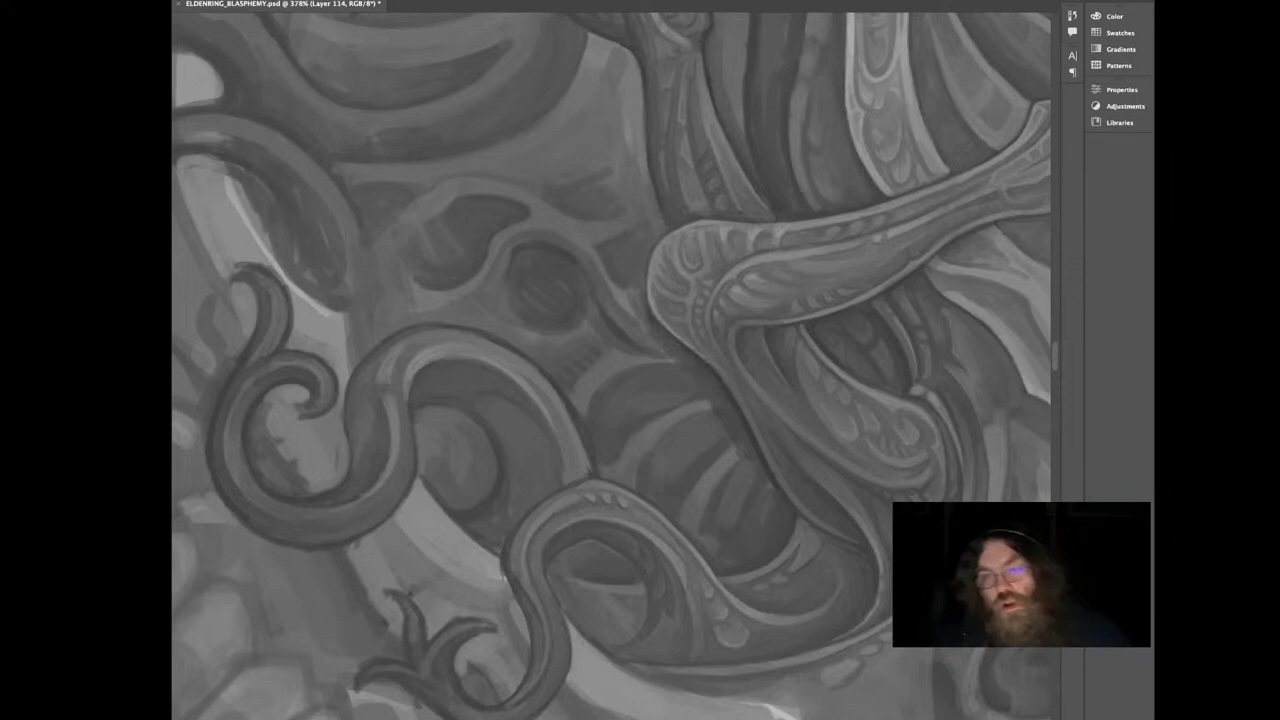 × ELDENRING_BLASPHEMY.psd @ 378% (Layer 114, RGB/8*) *
Color
Swatches
Gradients
Patterns
Properties
Adjustments
Libraries